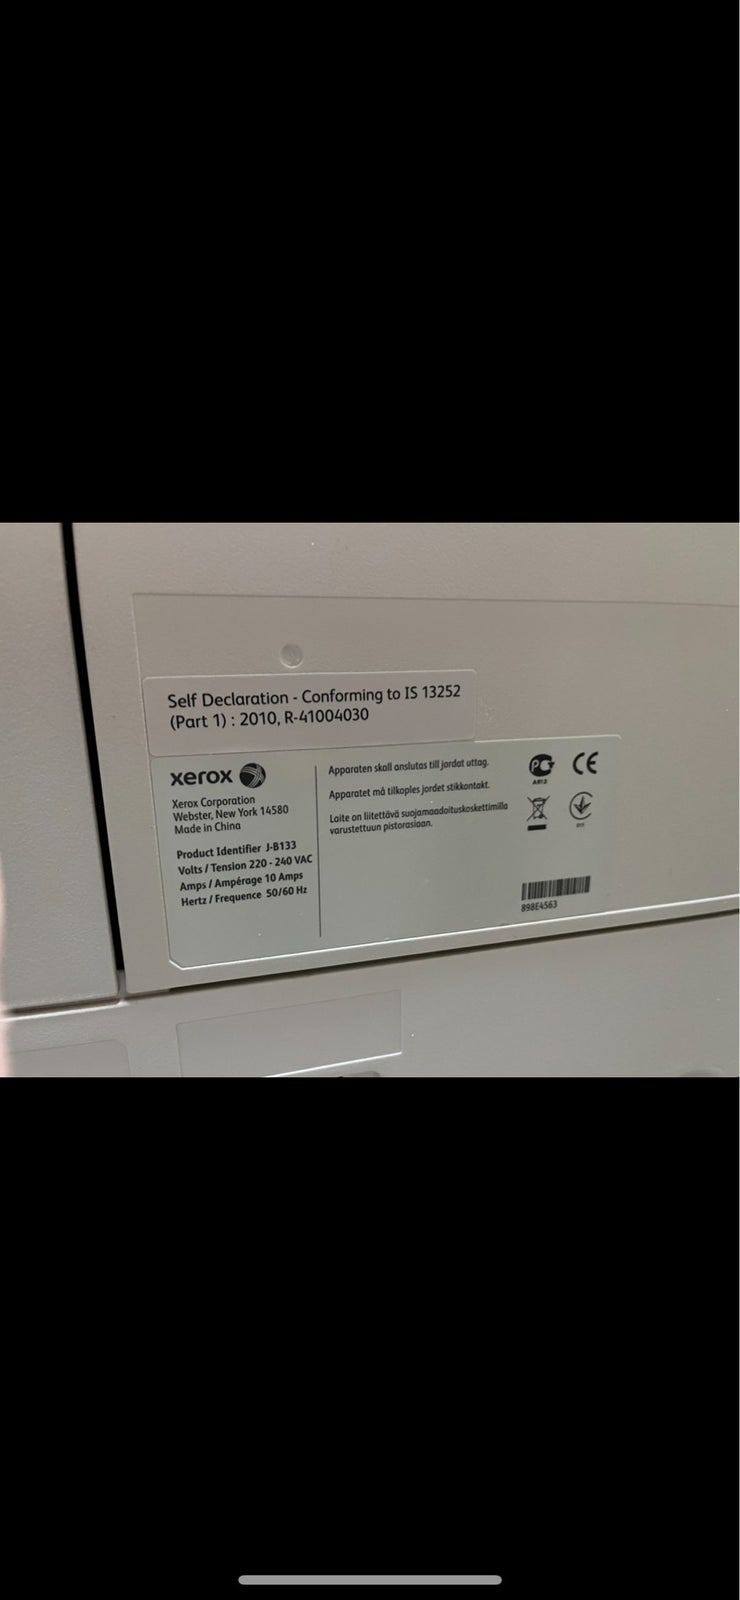 Self Declaration - Conforming to IS 13252
(Part 1) : 2010, R-41004030
xerox
Xerox Corporation
Webster, New York 14580
Made in China
Product Identifier J-B133
Volts / Tension 220 - 240 VAC
Amps / Ampérage 10 Amps
Hertz / Frequence 50/60 Hz
Apparaten skall anslutas till jordat uttag.
Apparatet må tilkoples jordet stikkontakt.
Laite on liitettävä suojamaadoituskoskettimilla
varustettuun pistorasiaan.
PG CE
898E4563